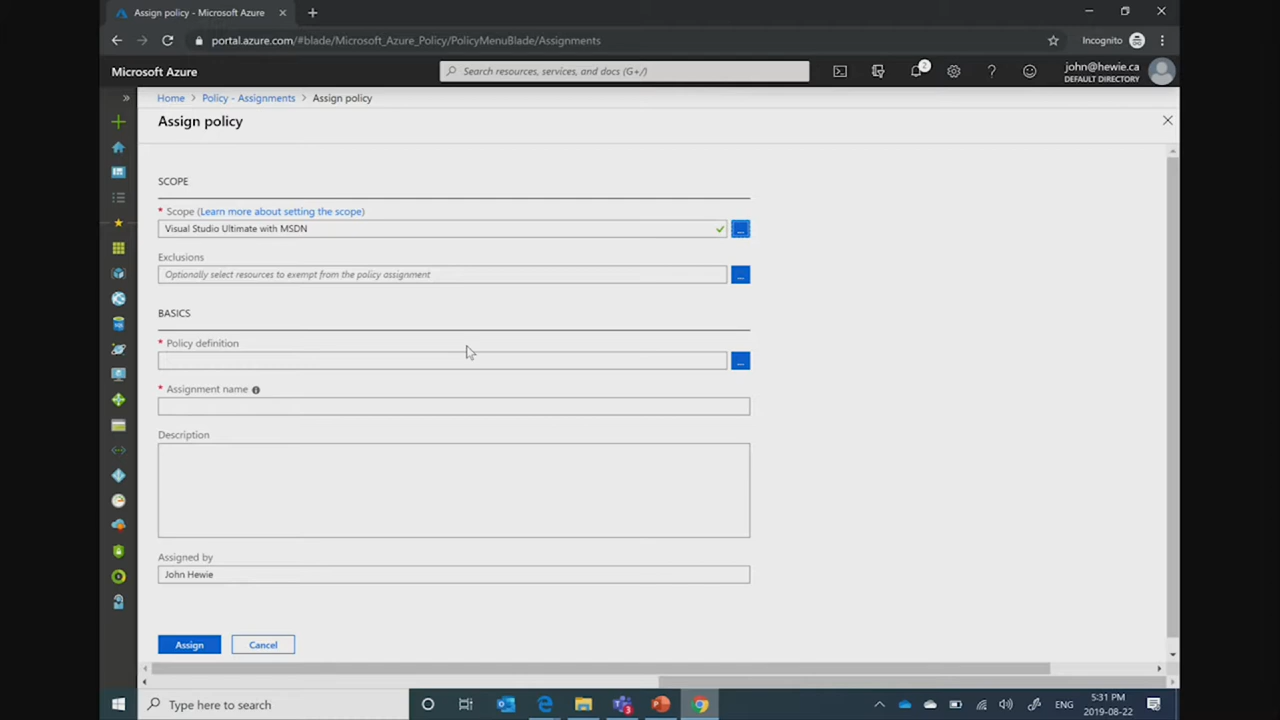 Assign policy - Microsoft Azure
portal.azure.com/#blade/Microsoft_Azure_Policy/PolicyMenuBlade/Assignments
Incognito
Microsoft Azure
Search resources, services, and docs (G+/)
2
john@hewie.ca
DEFAULT DIRECTORY
Home > Policy - Assignments > Assign policy
Assign policy
SCOPE
* Scope (Learn more about setting the scope)
Visual Studio Ultimate with MSDN
...
Exclusions
Optionally select resources to exempt from the policy assignment
...
BASICS
* Policy definition
...
* Assignment name
Description
Assigned by
John Hewie
Assign
Cancel
Type here to search
3
ENG
5:31 PM
2019-08-22